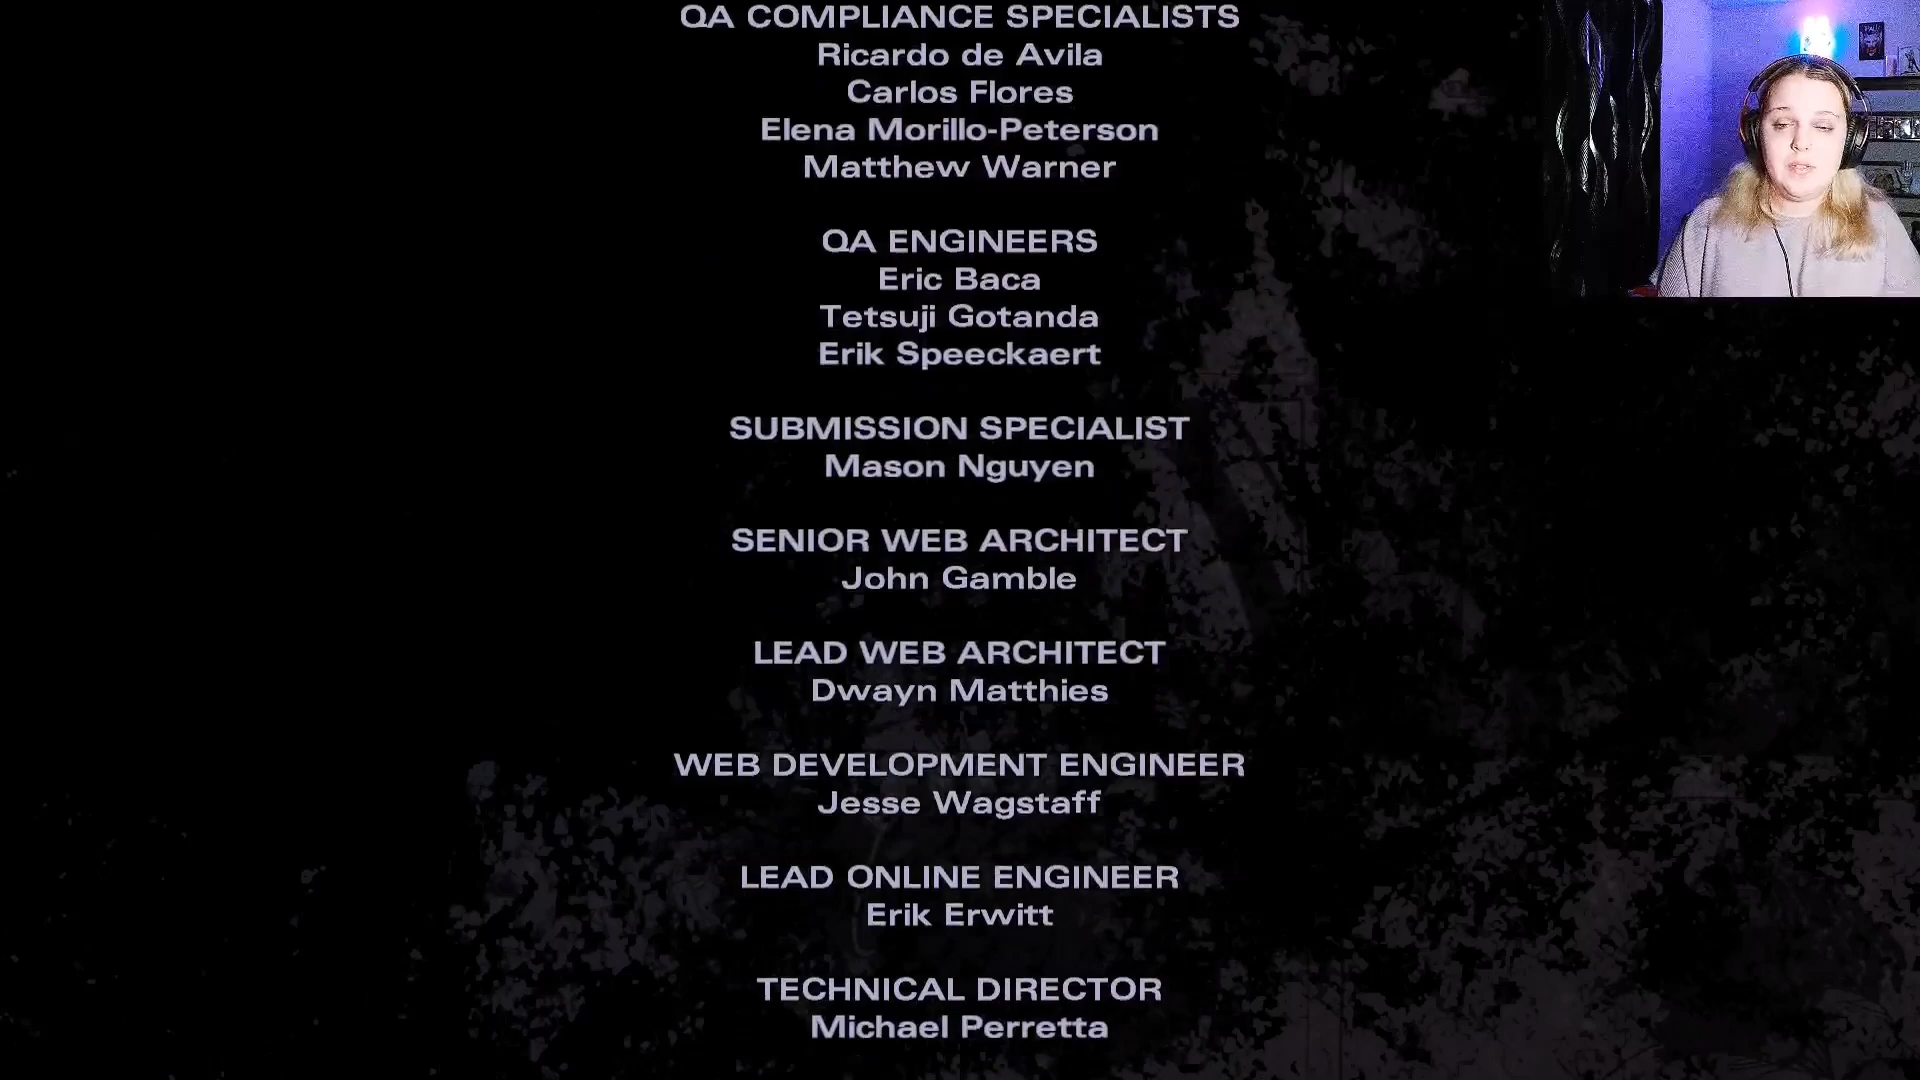 QA COMPLIANCE SPECIALISTS
Ricardo de Avila
Carlos Flores
Elena Morillo-Peterson
Matthew Warner
QA ENGINEERS
Eric Baca
Tetsuji Gotanda
Erik Speeckaert
SUBMISSION SPECIALIST
Mason Nguyen
SENIOR WEB ARCHITECT
John Gamble
LEAD WEB ARCHITECT
Dwayn Matthies
WEB DEVELOPMENT ENGINEER
Jesse Wagstaff
LEAD ONLINE ENGINEER
Erik Erwitt
TECHNICAL DIRECTOR
Michael Perretta